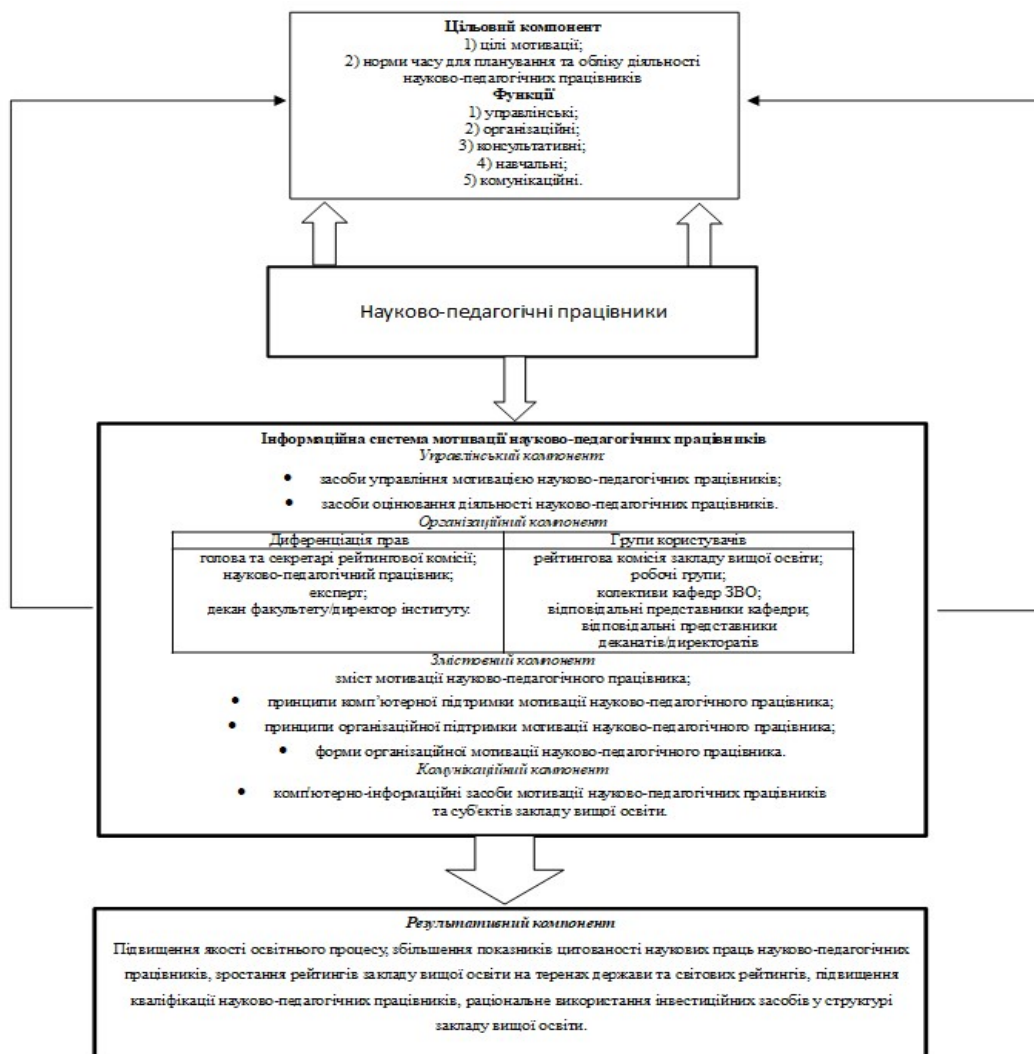 Цільовий компонент
1) цілі мотивації;
2) норми часу для планування та обліку діяльності
науково-педагогічних працівників
Функції
1) управлінські;
2) організаційні;
3) консультативні;
4) навчальні;
5) комунікаційні.
Науково-педагогічні працівники
Інформаційна система мотивації науково-педагогічних працівників
Управлінський компонент:
• засоби управління мотивацією науково-педагогічних працівників;
• засоби оцінювання діяльності науково-педагогічних працівників.
Організаційний компонент
Диференціація прав
голова та секретарі рейтингової комісії;
науково-педагогічний працівник;
експерт;
декан факультету/директор інституту.
Групи користувачів
рейтингова комісія закладу вищої освіти;
робочі групи;
колективи кафедр ЗВО;
відповідальні представники кафедри;
відповідальні представники
деканатів/директоратів
Змістовний компонент
зміст мотивації науково-педагогічного працівника;
• принципи комп’ютерної підтримки мотивації науково-педагогічного працівника;
• принципи організаційної підтримки мотивації науково-педагогічного працівника;
• форми організаційної мотивації науково-педагогічного працівника.
Комунікаційний компонент
• комп'ютерно-інформаційні засоби мотивації науково-педагогічних працівників
та суб'єктів закладу вищої освіти.
Результативний компонент
Підвищення якості освітнього процесу, збільшення показників цитованості наукових праць науково-педагогічних
працівників, зростання рейтингів закладу вищої освіти на теренах держави та світових рейтингів, підвищення
кваліфікації науково-педагогічних працівників, раціональне використання інвестиційних засобів у структурі
закладу вищої освіти.